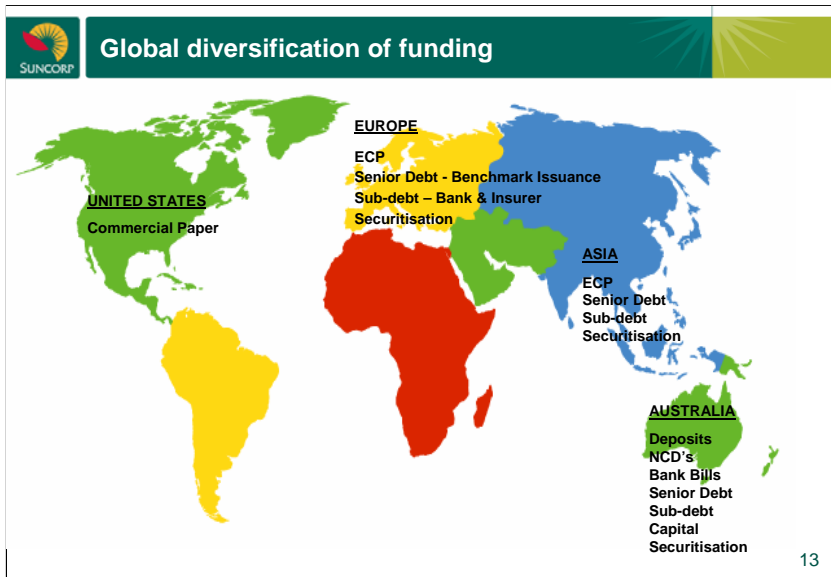 SUNCORP
Global diversification of funding
EUROPE
ECP
Senior Debt - Benchmark Issuance
Sub-debt – Bank & Insurer
Securitisation
UNITED STATES
Commercial Paper
ASIA
ECP
Senior Debt
Sub-debt
Securitisation
AUSTRALIA
Deposits
NCD's
Bank Bills
Senior Debt
Sub-debt
Capital
Securitisation
13